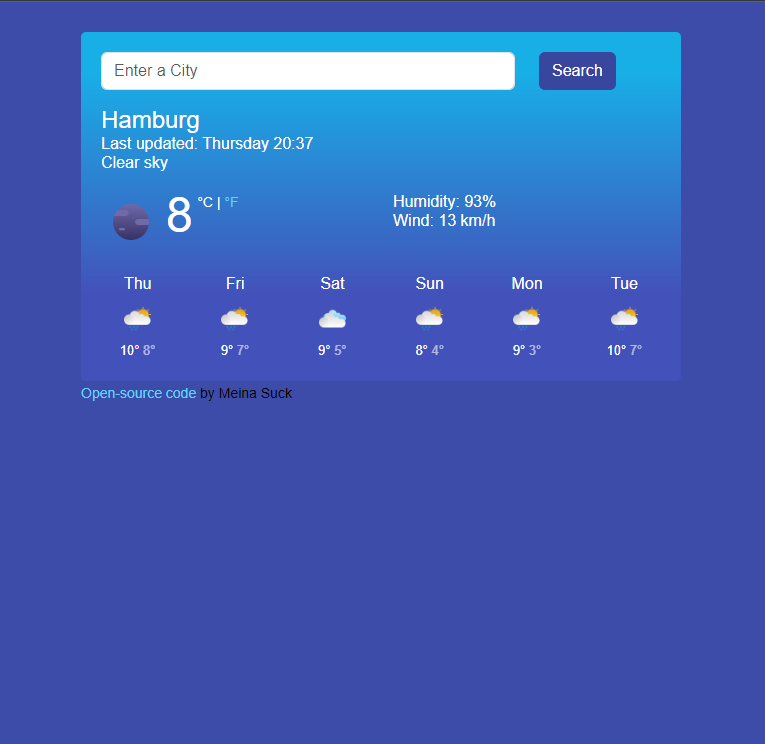 Enter a City Search
Hamburg
Last updated: Thursday 20:37
Clear sky
8 °C | °F Humidity: 93%
Wind: 13 km/h
Thu Fri Sat Sun Mon Tue
10° 8° 9° 7° 9° 5° 8° 4° 9° 3° 10° 7°
Open-source code by Meina Suck